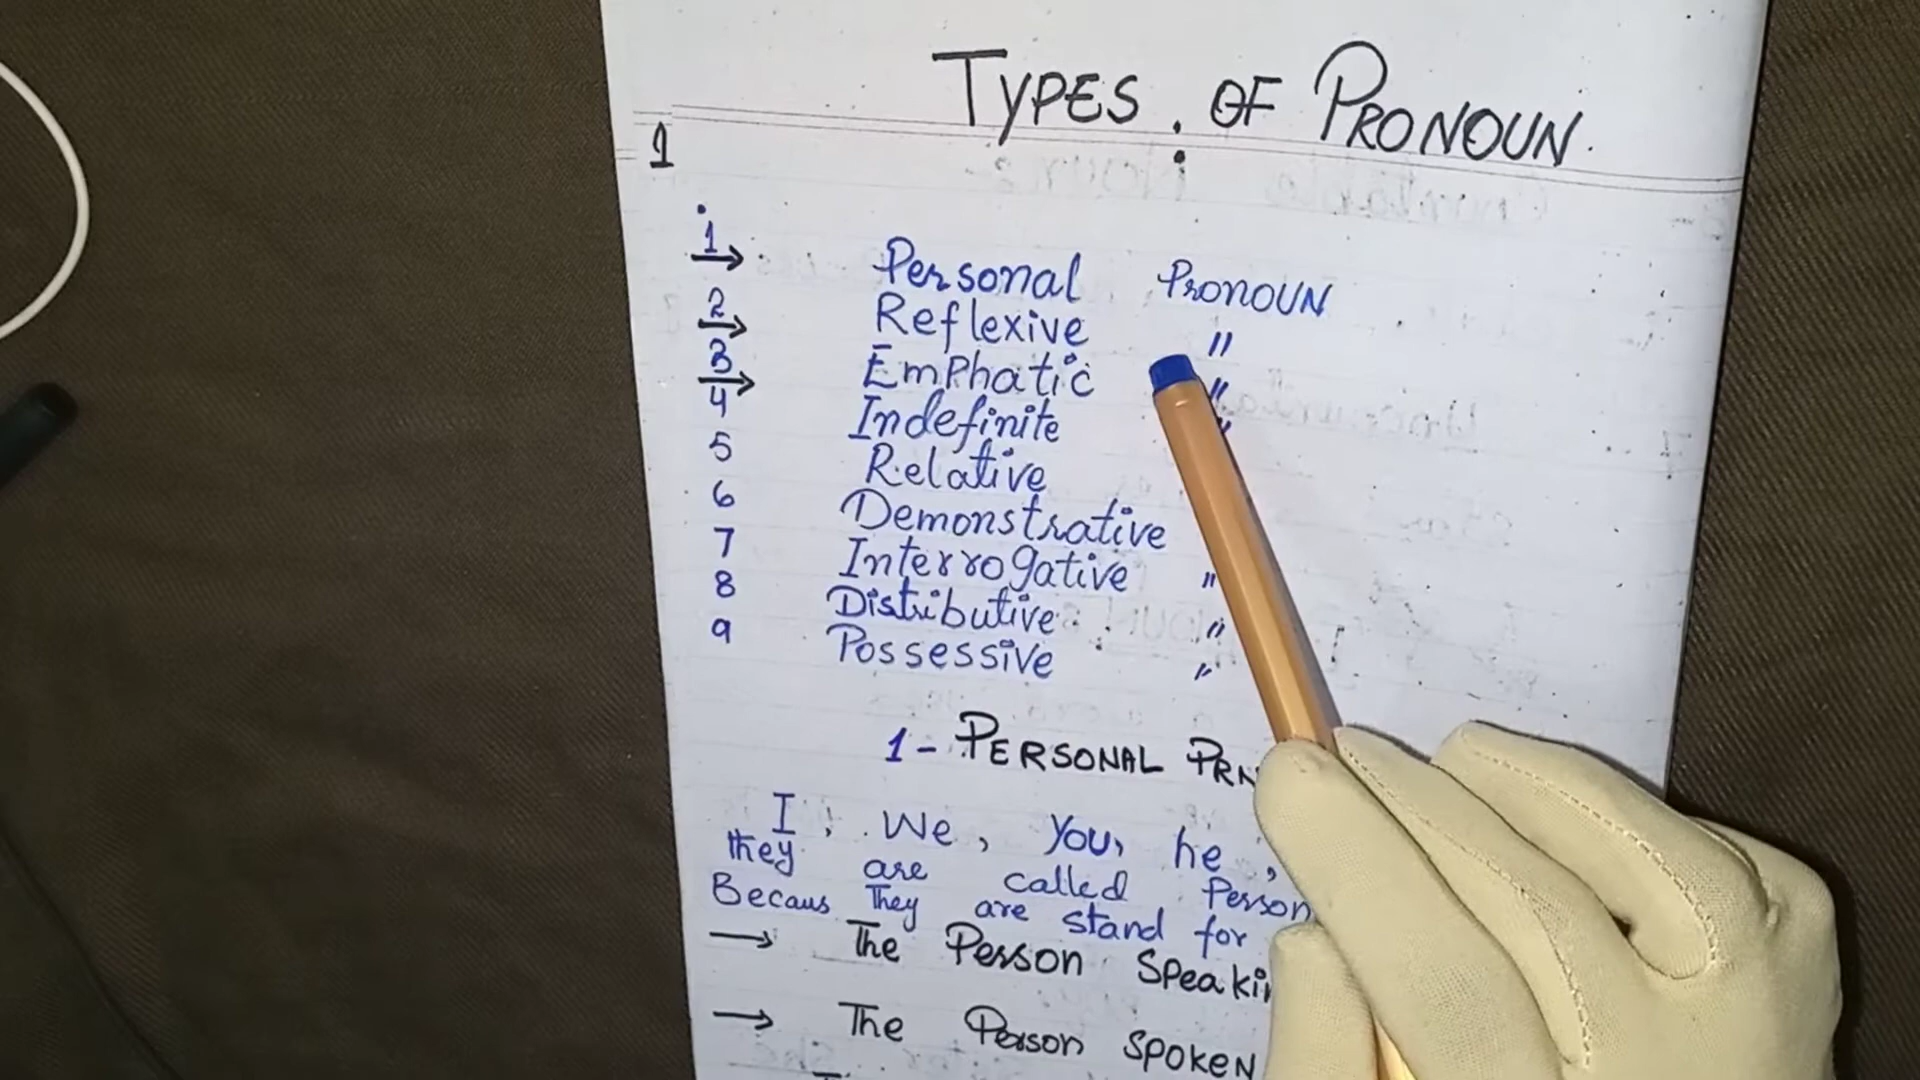 TYPES OF PRONOUN.
1
1 → Personal PRONOUN
2 → Reflexive "
3 → EmPhatic "
4 Indefinite "
5 Relative
6 Demonstrative
7 Interrogative "
8 Distributive "
9 Possessive "
1- PERSONAL
I, We, you, he,
they are called
Becaus They are stand for
→ The Person
→ The Person SPOKEN